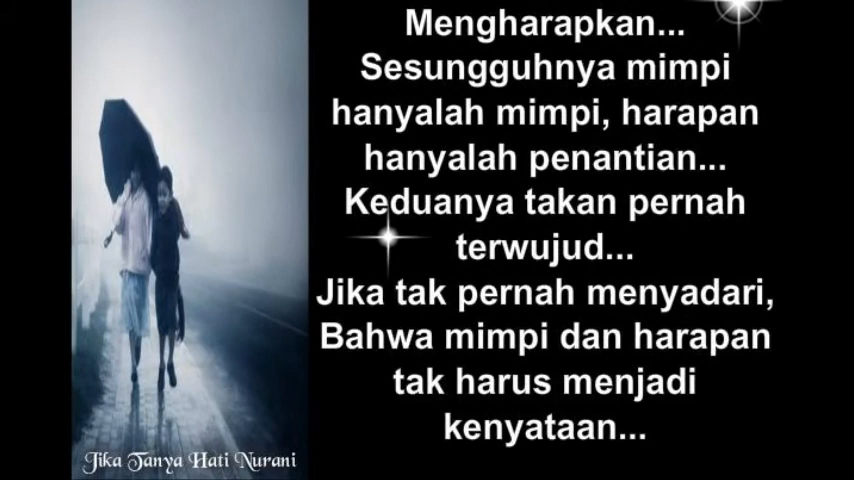 Mengharapkan...
Sesungguhnya mimpi
hanyalah mimpi, harapan
hanyalah penantian...
Keduanya takan pernah
terwujud...
Jika tak pernah menyadari,
Bahwa mimpi dan harapan
tak harus menjadi
kenyataan...
Jika Tanya Hati Nurani